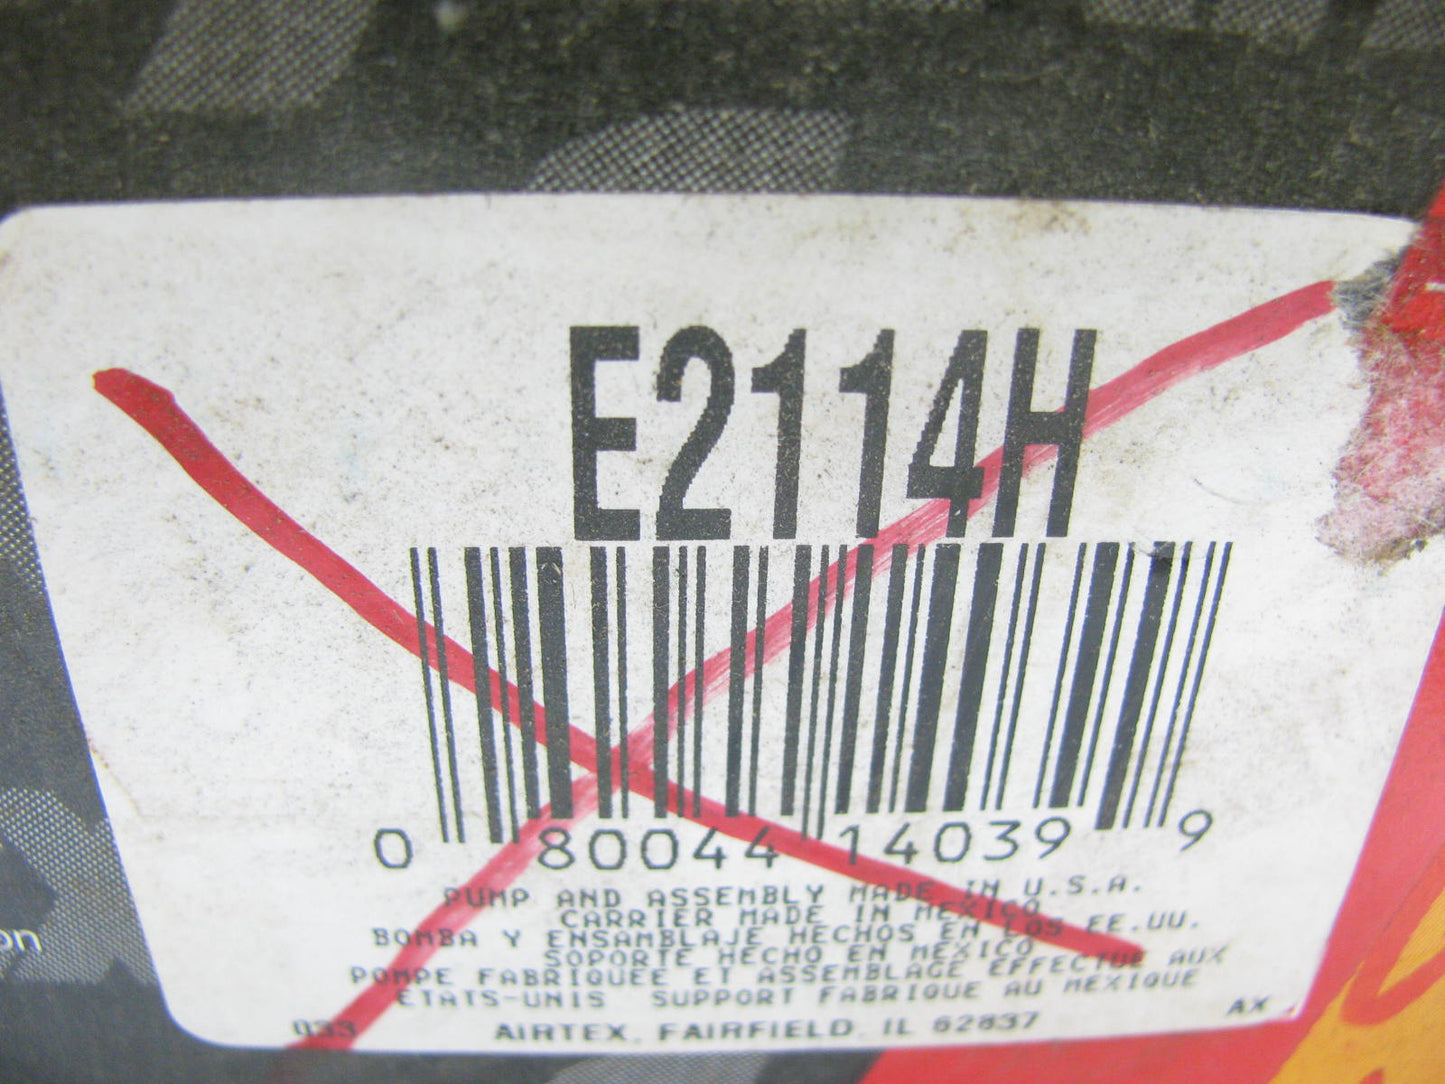 E2114H
0 80044 14039 9
PUMP AND ASSEMBLY MADE IN U.S.A.
CARRIER MADE IN MEXICO
BOMBA Y ENSAMBLAJE HECHOS EN LOS EE.UU.
SOPORTE HECHO EN MEXICO
POMPE FABRIQUEE ET ASSEMBLAGE EFFECTUE AUX
ETATS-UNIS SUPPORT FABRIQUE AU MEXIQUE
033 AIRTEX, FAIRFIELD, IL 62837 AX
on